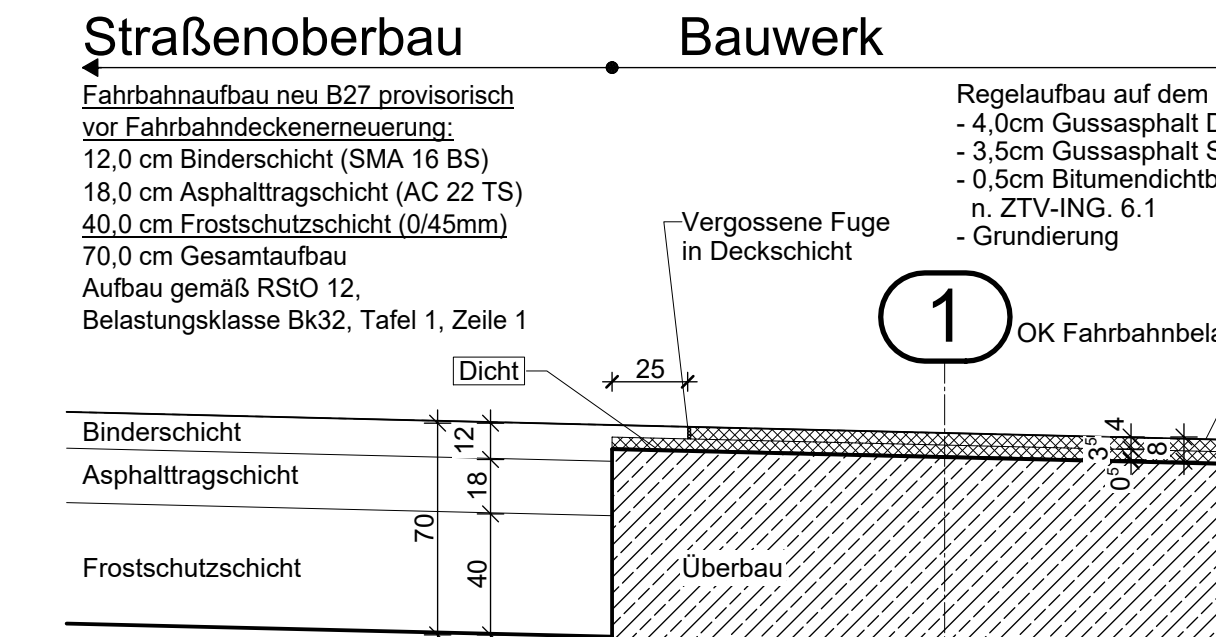 Straßenoberbau
Bauwerk
Fahrbahnaufbau neu B27 provisorisch
vor Fahrbahndeckenerneuerung:
12,0 cm Binderschicht (SMA 16 BS)
18,0 cm Asphalttragschicht (AC 22 TS)
40,0 cm Frostschutzschicht (0/45mm)
70,0 cm Gesamtaufbau
Aufbau gemäß RStO 12,
Belastungsklasse Bk32, Tafel 1, Zeile 1
Regelaufbau auf dem
- 4,0cm Gussasphalt
- 3,5cm Gussasphalt
- 0,5cm
n. ZTV-ING. 6.1
- Grundierung
Vergossene Fuge
in Deckschicht
1
OK
Dicht
25
Binderschicht
12
Asphalttragschicht
18
70
Frostschutzschicht
40
Überbau
4
3⁵
0⁵
8